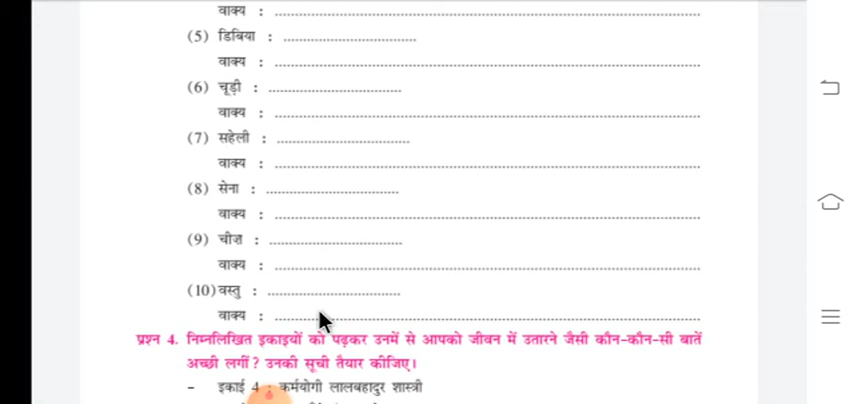 वाक्य : ....................................................................................................
(5) डिबिया : ................................
वाक्य : ....................................................................................................
(6) चूड़ी : ................................
वाक्य : ....................................................................................................
(7) सहेली : ................................
वाक्य : ....................................................................................................
(8) सेना : ................................
वाक्य : ....................................................................................................
(9) चीज़ : ................................
वाक्य : ....................................................................................................
(10) वस्तु : ................................
वाक्य : ....................................................................................................
प्रश्न 4. निम्नलिखित इकाइयों को पढ़कर उनमें से आपको जीवन में उतारने जैसी कौन-कौन-सी बातें
अच्छी लगीं? उनकी सूची तैयार कीजिए।
- इकाई 4 : कर्मयोगी लालबहादुर शास्त्री